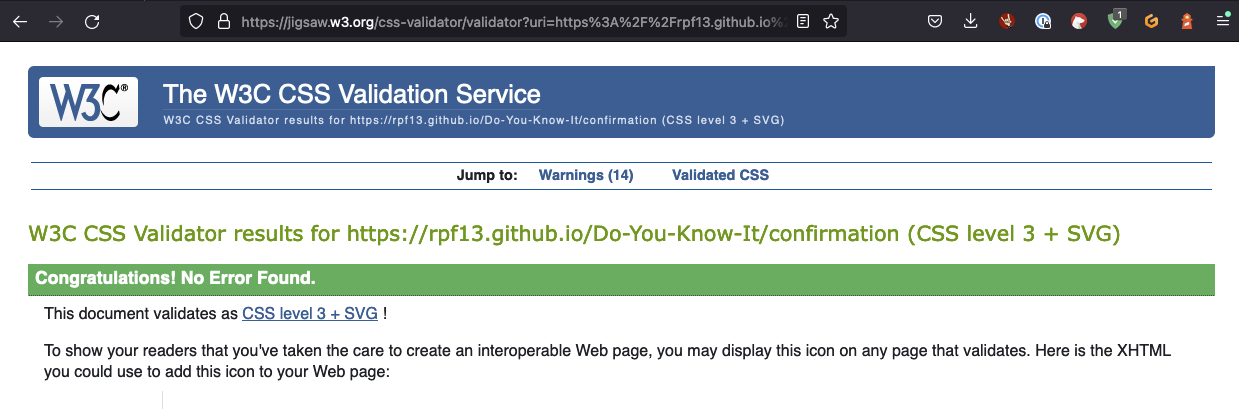 https://jigsaw.w3.org/css-validator/validator?uri=https%3A%2F%2Frpf13.github.io%
1
W3C® The W3C CSS Validation Service
W3C CSS Validator results for https://rpf13.github.io/Do-You-Know-It/confirmation (CSS level 3 + SVG)
Jump to: Warnings (14) Validated CSS
W3C CSS Validator results for https://rpf13.github.io/Do-You-Know-It/confirmation (CSS level 3 + SVG)
Congratulations! No Error Found.
This document validates as CSS level 3 + SVG !
To show your readers that you've taken the care to create an interoperable Web page, you may display this icon on any page that validates. Here is the XHTML
you could use to add this icon to your Web page: